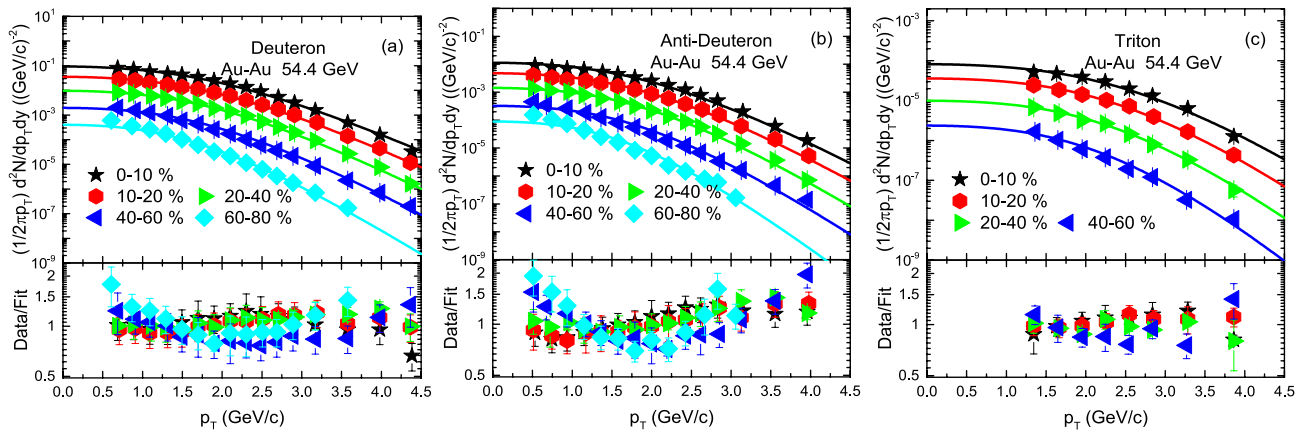 (1/2πp_T) d²N/dp_T dy ((GeV/c)⁻²)
10¹
10⁻¹
10⁻³
10⁻⁵
10⁻⁷
10⁻⁹
Deuteron
Au-Au 54.4 GeV
(a)
0-10 %
10-20 %
20-40 %
40-60 %
60-80 %
Data/Fit
2
1.5
1
0.5
0.0 0.5 1.0 1.5 2.0 2.5 3.0 3.5 4.0 4.5
p_T (GeV/c)
(1/2πp_T) d²N/dp_T dy ((GeV/c)⁻²)
10¹
10⁻¹
10⁻³
10⁻⁵
10⁻⁷
10⁻⁹
Anti-Deuteron
Au-Au 54.4 GeV
(b)
0-10 %
10-20 %
20-40 %
40-60 %
60-80 %
Data/Fit
2
1.5
1
0.5
0.0 0.5 1.0 1.5 2.0 2.5 3.0 3.5 4.0 4.5
p_T (GeV/c)
(1/2πp_T) d²N/dp_T dy ((GeV/c)⁻²)
10⁻²
10⁻⁴
10⁻⁵
10⁻⁷
10⁻⁸
10⁻⁹
Triton
Au-Au 54.4 GeV
(c)
0-10 %
10-20 %
20-40 %
40-60 %
Data/Fit
2
1.5
1
0.5
0.0 0.5 1.0 1.5 2.0 2.5 3.0 3.5 4.0 4.5
p_T (GeV/c)